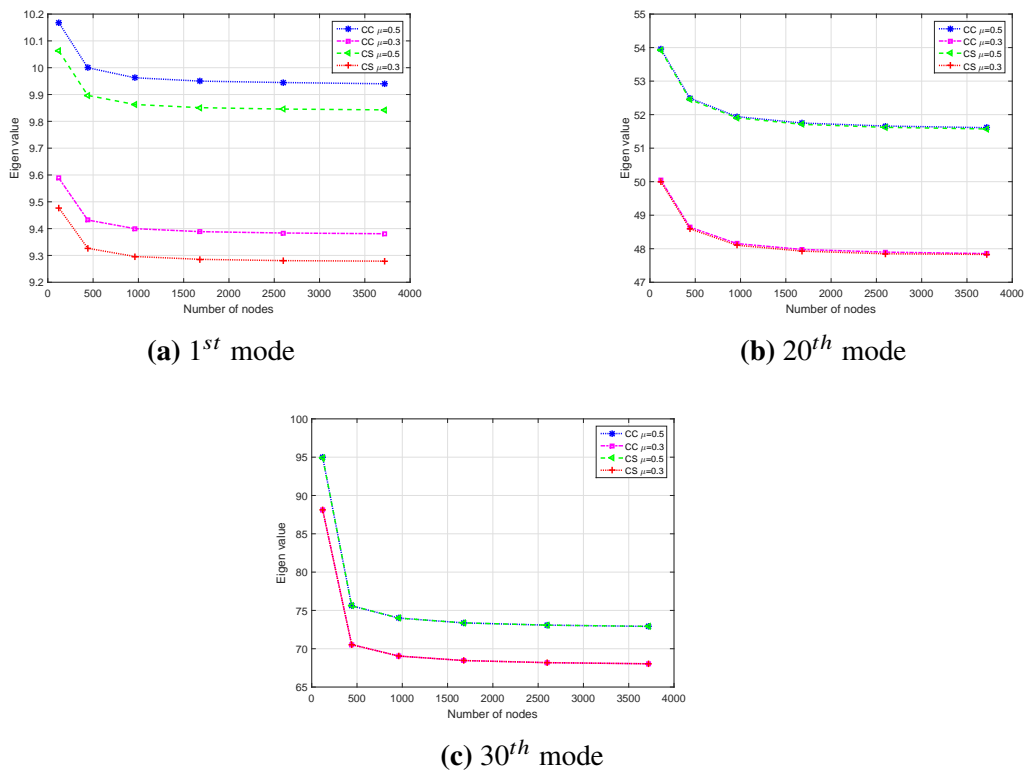 10.2
10.1
10
9.9
9.8
9.7
9.6
9.5
9.4
9.3
9.2
Eigen value
0 500 1000 1500 2000 2500 3000 3500 4000
Number of nodes
CC μ=0.5
CC μ=0.3
CS μ=0.5
CS μ=0.3
(a) 1st mode
55
54
53
52
51
50
49
48
47
Eigen value
0 500 1000 1500 2000 2500 3000 3500 4000
Number of nodes
CC μ=0.5
CC μ=0.3
CS μ=0.5
CS μ=0.3
(b) 20th mode
100
95
90
85
80
75
70
65
Eigen value
0 500 1000 1500 2000 2500 3000 3500 4000
Number of nodes
CC μ=0.5
CC μ=0.3
CS μ=0.5
CS μ=0.3
(c) 30th mode